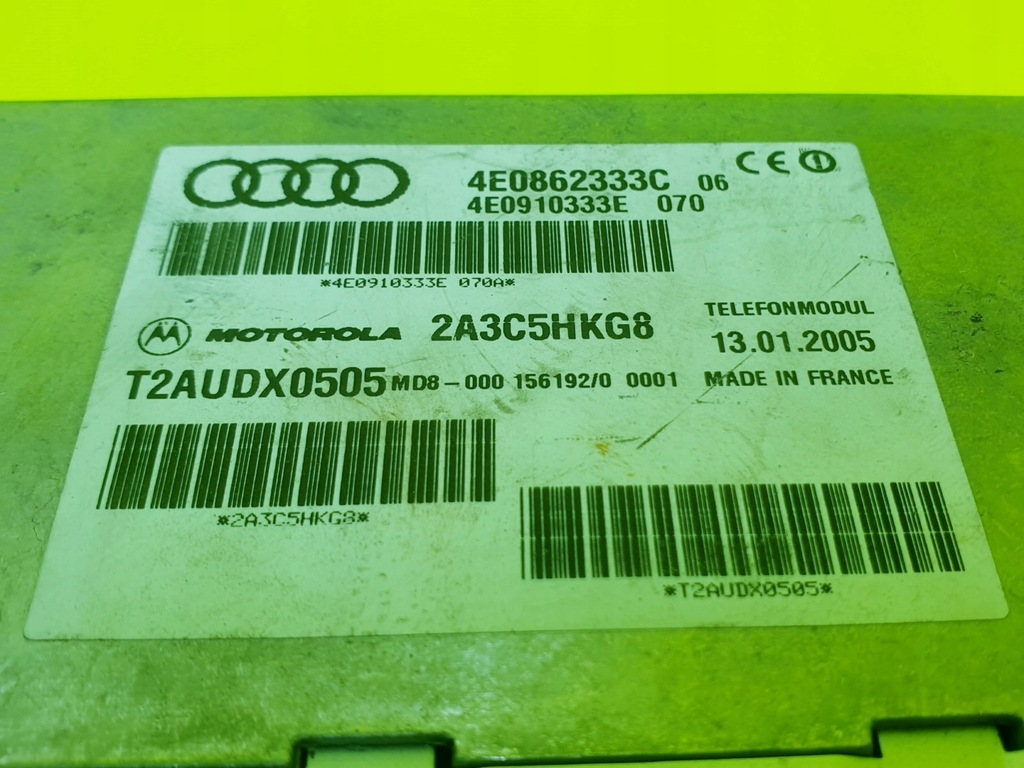 4E0862333C 06
4E0910333E 070
CE
*4E0910333E 070A*
MOTOROLA 2A3C5HKG8
TELEFONMODUL
13.01.2005
T2AUDX0505 MD8-000 156192/0 0001 MADE IN FRANCE
*2A3C5HKG8*
*T2AUDX0505*